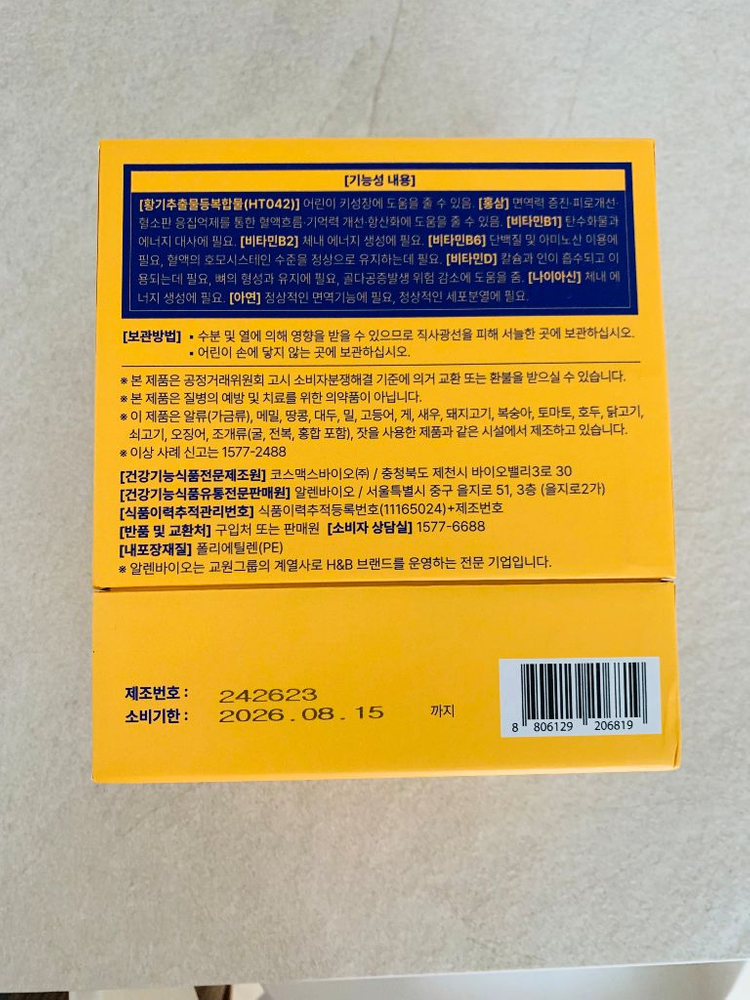 [기능성 내용]
[황기추출물등복합물(HT042)] 어린이 키성장에 도움을 줄 수 있음. [홍삼] 면역력 증진·피로개선·
혈소판 응집억제를 통한 혈액흐름·기억력 개선·항산화에 도움을 줄 수 있음. [비타민B1] 탄수화물과
에너지 대사에 필요. [비타민B2] 체내 에너지 생성에 필요. [비타민B6] 단백질 및 아미노산 이용에
필요, 혈액의 호모시스테인 수준을 정상으로 유지하는데 필요. [비타민D] 칼슘과 인이 흡수되고 이
용되는데 필요, 뼈의 형성과 유지에 필요, 골다공증발생 위험 감소에 도움을 줌. [나이아신] 체내 에
너지 생성에 필요. [아연] 정상적인 면역기능에 필요, 정상적인 세포분열에 필요.
[보관방법] ▪ 수분 및 열에 의해 영향을 받을 수 있으므로 직사광선을 피해 서늘한 곳에 보관하십시오.
▪ 어린이 손에 닿지 않는 곳에 보관하십시오.
※ 본 제품은 공정거래위원회 고시 소비자분쟁해결 기준에 의거 교환 또는 환불을 받으실 수 있습니다.
※ 본 제품은 질병의 예방 및 치료를 위한 의약품이 아닙니다.
※ 이 제품은 알류(가금류), 메밀, 땅콩, 대두, 밀, 고등어, 게, 새우, 돼지고기, 복숭아, 토마토, 호두, 닭고기,
쇠고기, 오징어, 조개류(굴, 전복, 홍합 포함), 잣을 사용한 제품과 같은 시설에서 제조하고 있습니다.
※ 이상 사례 신고는 1577-2488
[건강기능식품전문제조원] 코스맥스바이오㈜ / 충청북도 제천시 바이오밸리3로 30
[건강기능식품유통전문판매원] 알렌바이오 / 서울특별시 중구 을지로 51, 3층 (을지로2가)
[식품이력추적관리번호] 식품이력추적등록번호(11165024)+제조번호
[반품 및 교환처] 구입처 또는 판매원 [소비자 상담실] 1577-6688
[내포장재질] 폴리에틸렌(PE)
※ 알렌바이오는 교원그룹의 계열사로 H&B 브랜드를 운영하는 전문 기업입니다.
제조번호 : 242623
소비기한 : 2026.08.15 까지
8 806129 206819